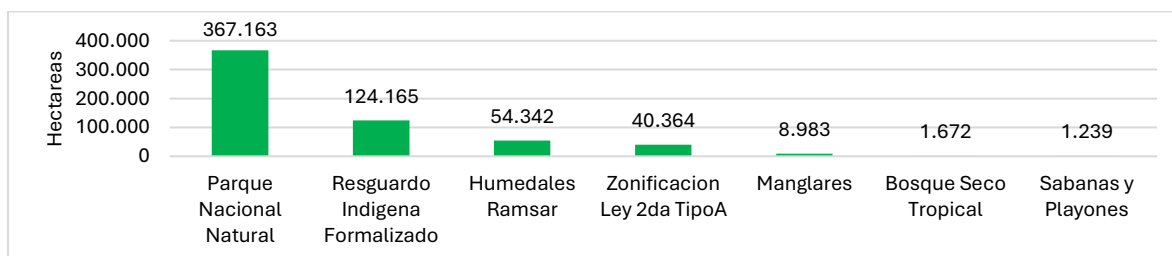 Hectareas
400.000
300.000
200.000
100.000
0
367.163
124.165
54.342
40.364
8.983
1.672
1.239
Parque
Nacional
Natural
Resguardo
Indigena
Formalizado
Humedales
Ramsar
Zonificacion
Ley 2da TipoA
Manglares
Bosque Seco
Tropical
Sabanas y
Playones